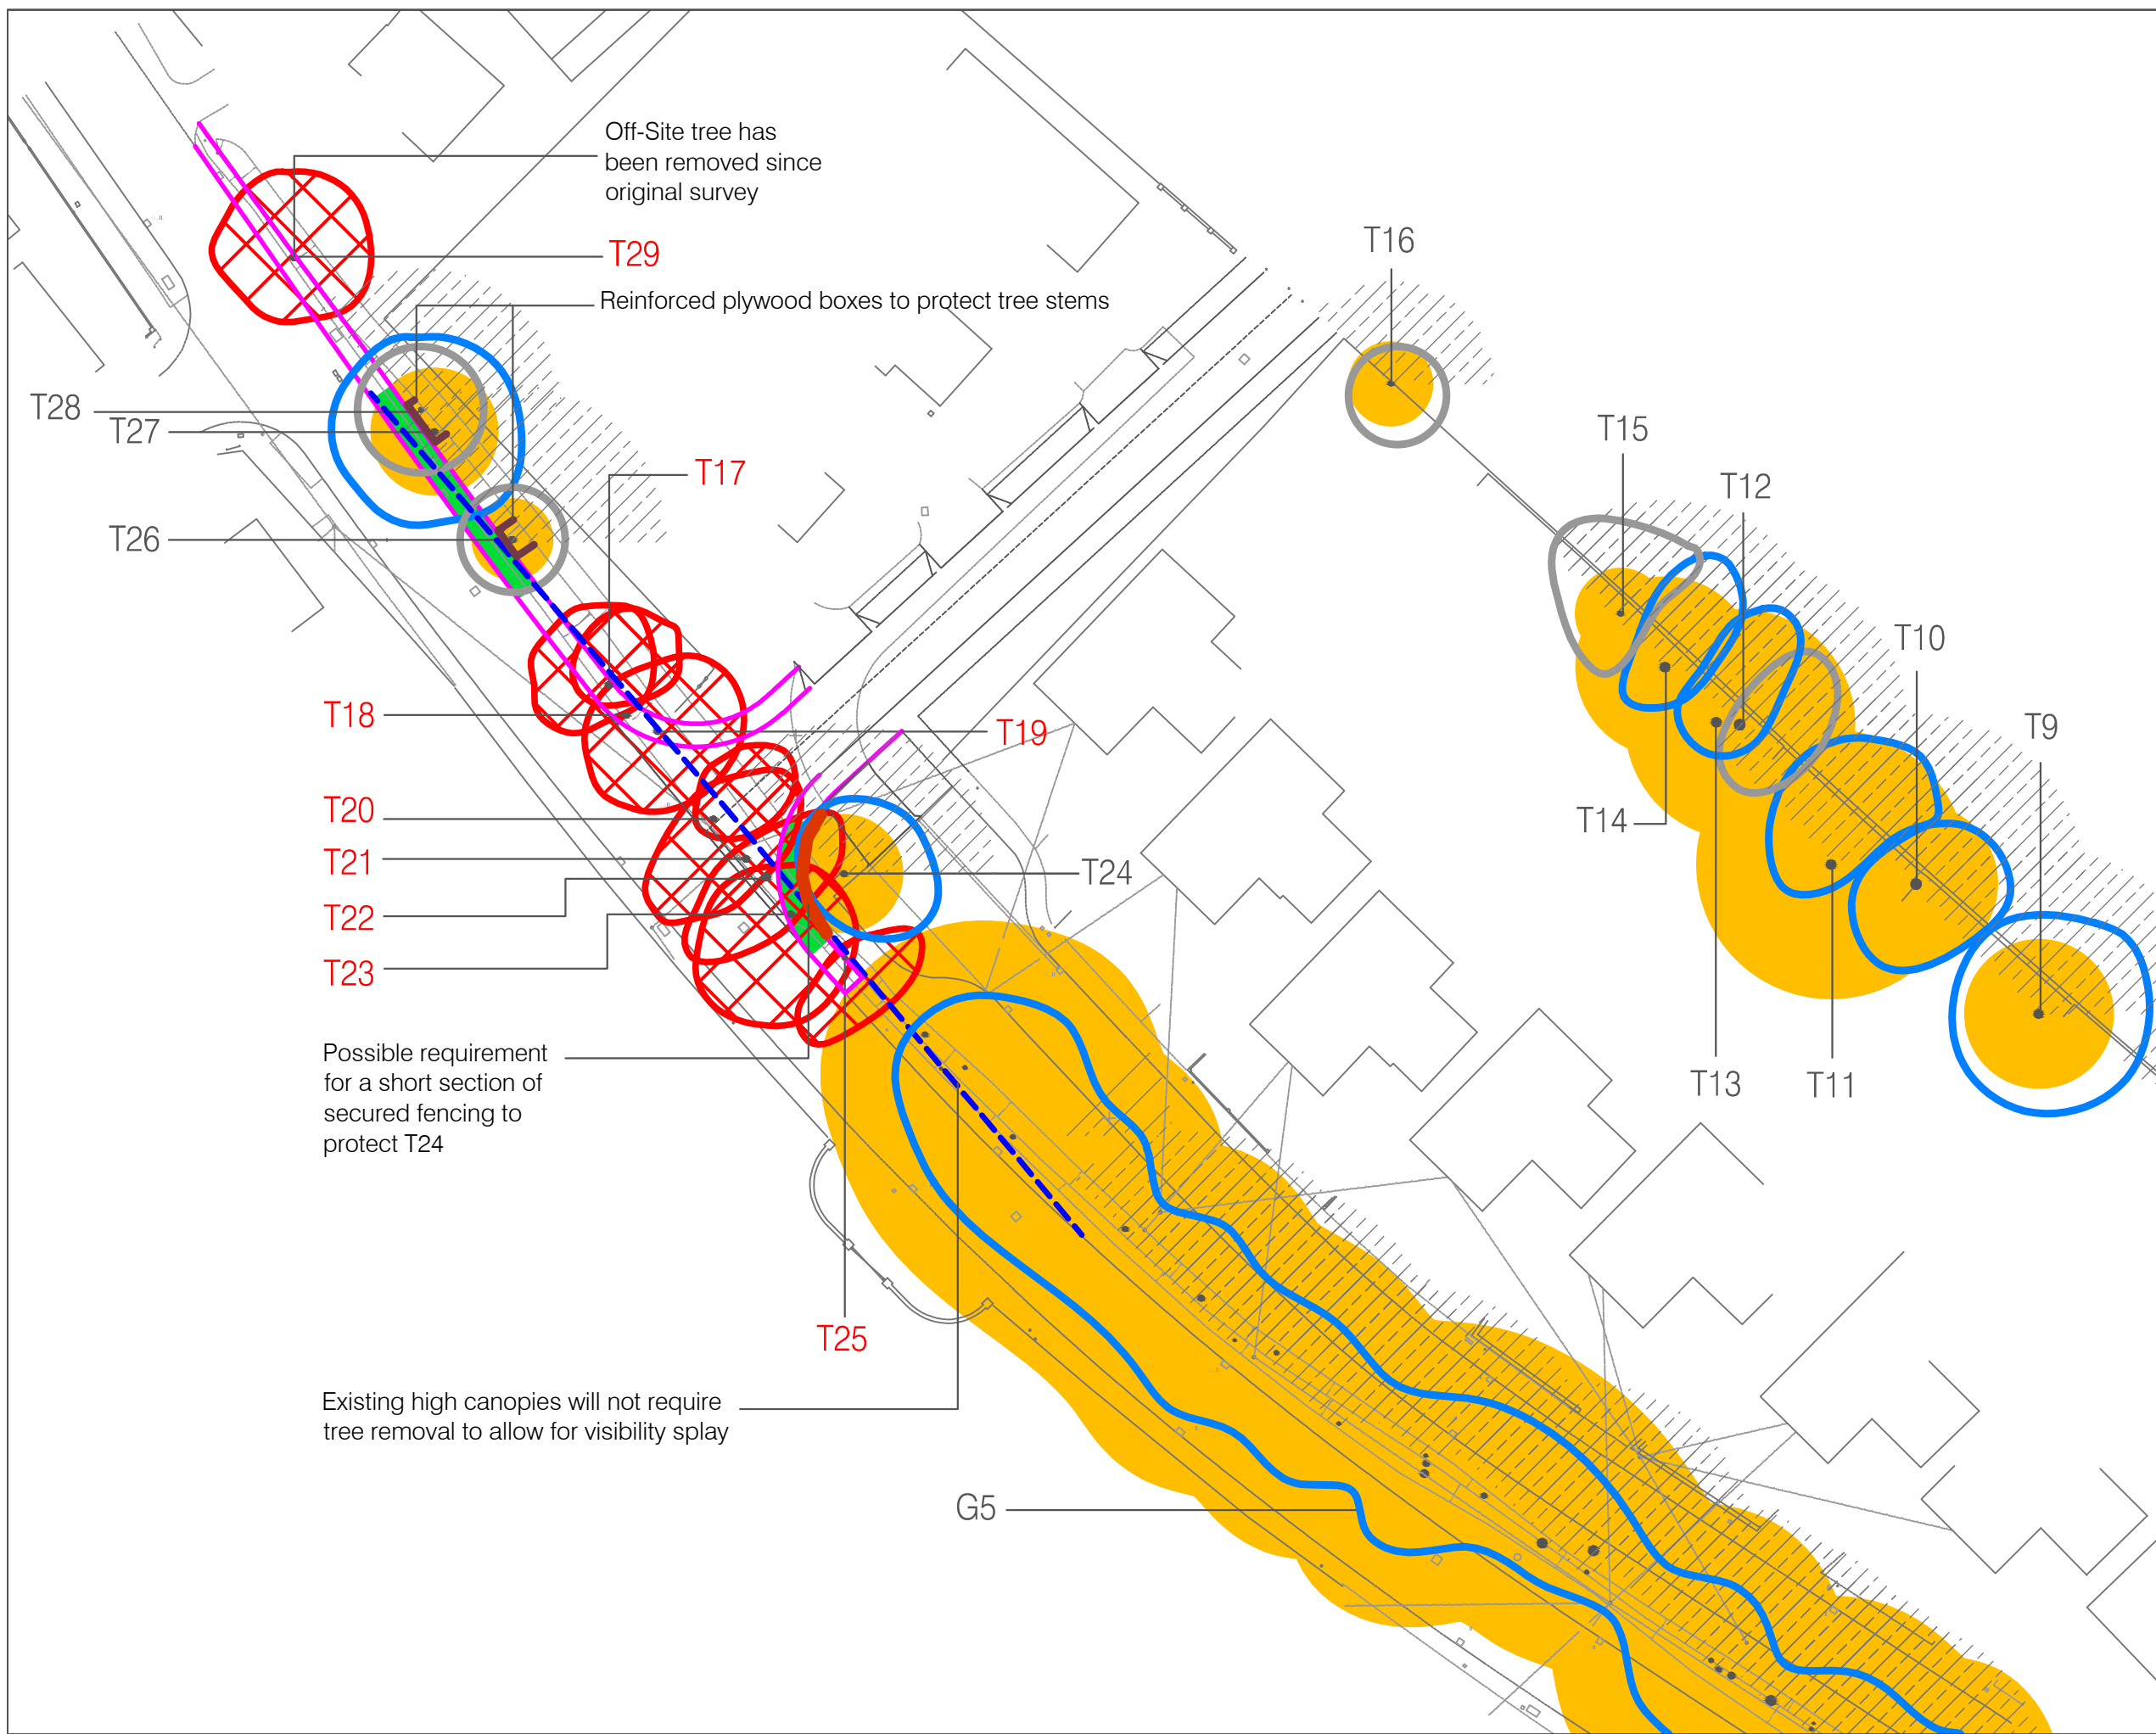 Off-Site tree has
been removed since
original survey
T29
Reinforced plywood boxes to protect tree stems
T16
T28
T27
T15
T17
T12
T26
T10
T18
T19
T9
T20
T14
T21
T24
T22
T23
Possible requirement
for a short section of
secured fencing to
protect T24
T13
T11
T25
Existing high canopies will not require
tree removal to allow for visibility splay
G5